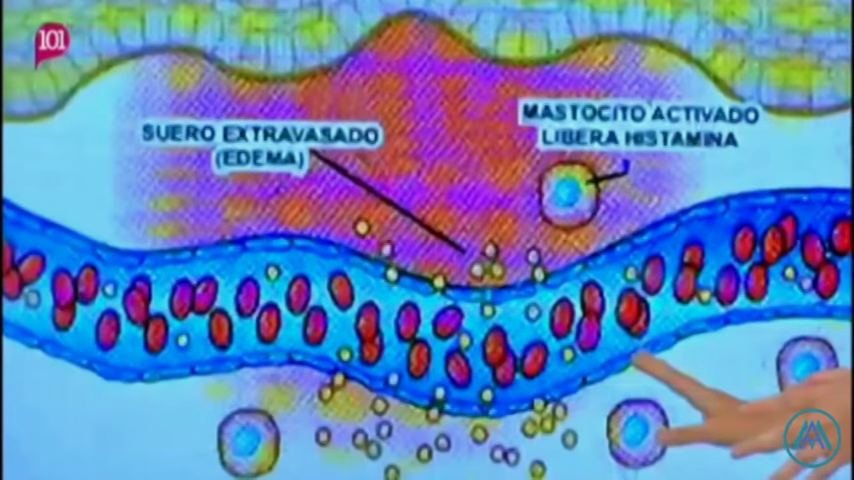 101
SUERO EXTRAVASADO
(EDEMA)
MASTOCITO ACTIVADO
LIBERA HISTAMINA